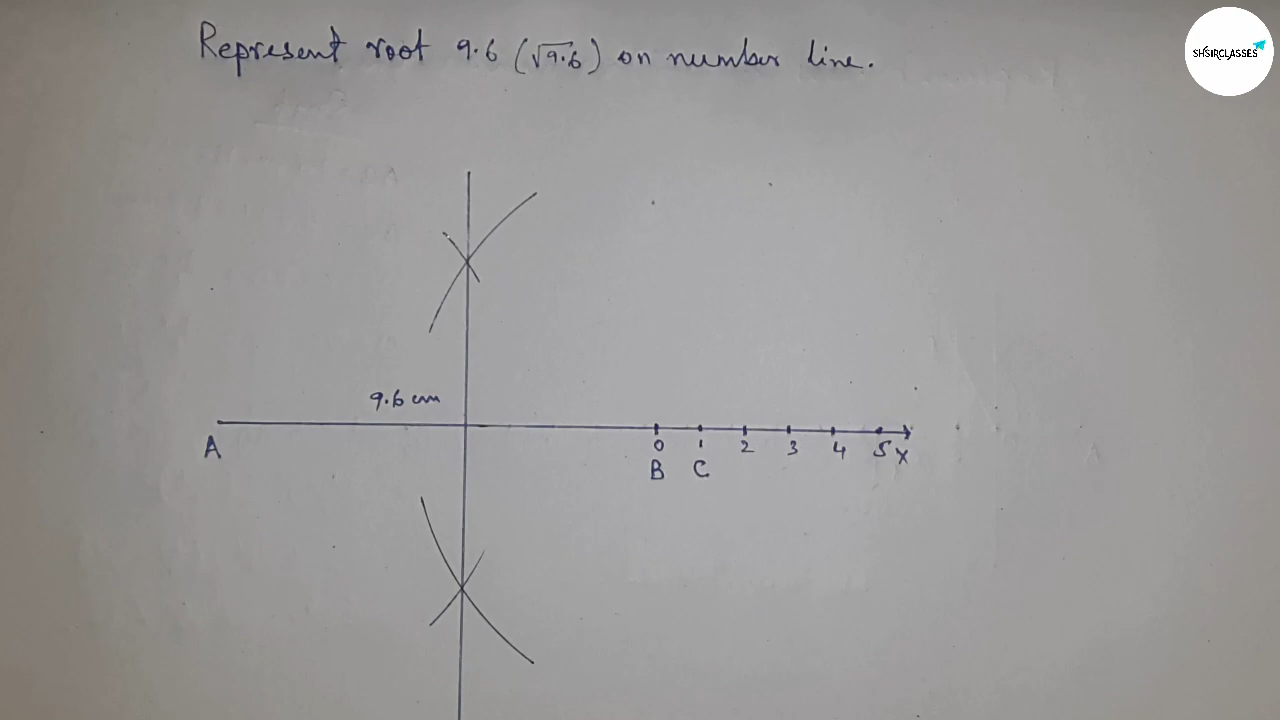 Represent root 9.6 (√9.6) on number line.
SHSIRCLASSES
9.6 cm
A
0 1 2 3 4 5 X
B C